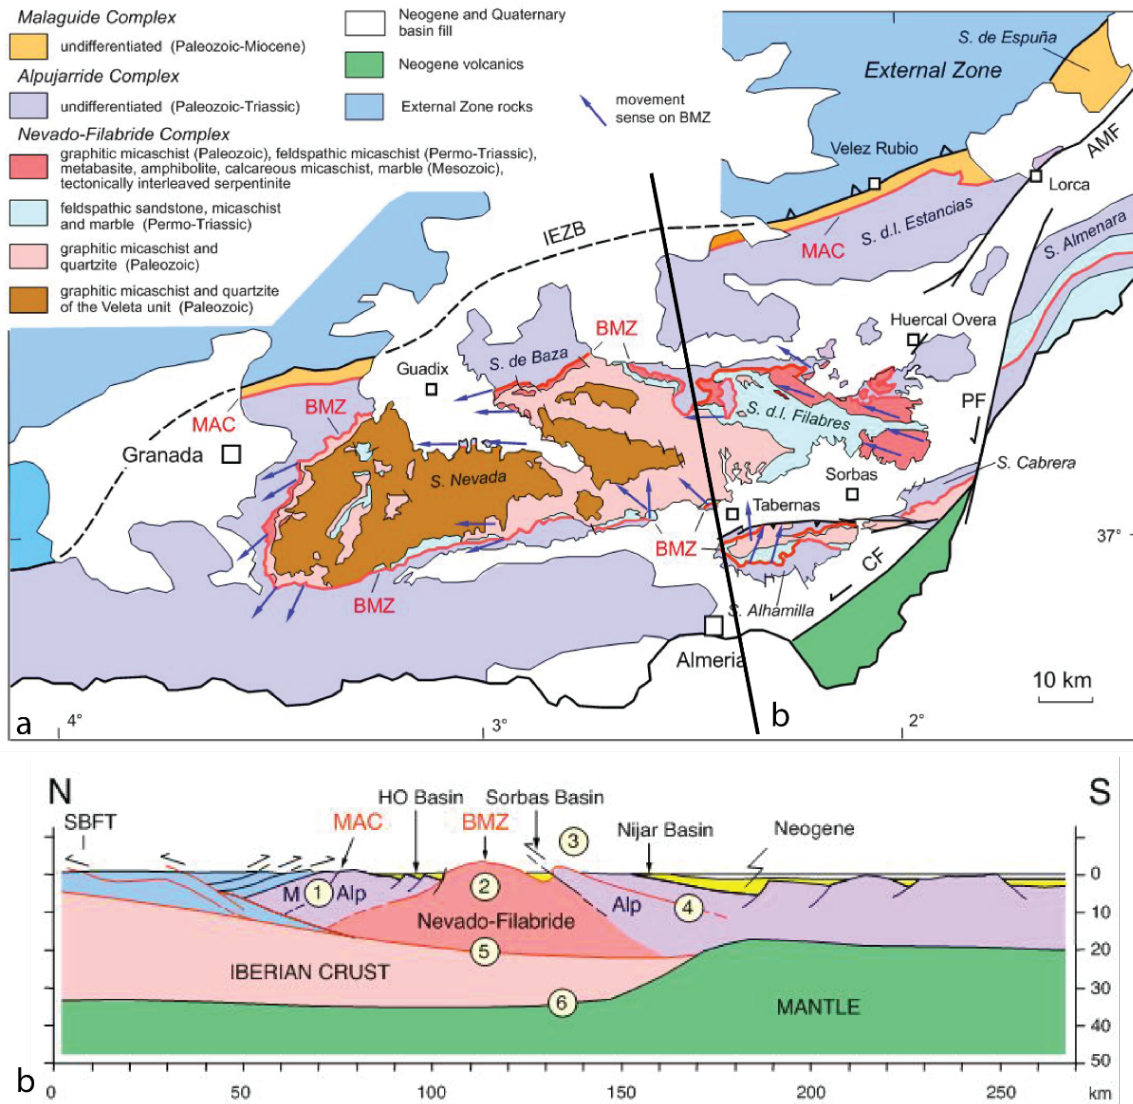 Malaguide Complex
undifferentiated (Paleozoic-Miocene)
Alpujarride Complex
undifferentiated (Paleozoic-Triassic)
Nevado-Filabride Complex
graphitic micaschist (Paleozoic), feldspathic micaschist (Permo-Triassic),
metabasite, amphibolite, calcareous micaschist, marble (Mesozoic),
tectonically interleaved serpentinite
feldspathic sandstone, micaschist
and marble (Permo-Triassic)
graphitic micaschist and
quartzite (Paleozoic)
graphitic micaschist and quartzite
of the Veleta unit (Paleozoic)
Neogene and Quaternary
basin fill
Neogene volcanics
External Zone rocks
movement
sense on BMZ
S. de Espuña
External Zone
AMF
Velez Rubio
Lorca
S. d.l. Estancias
MAC
S. Almenara
IEZB
Huercal Overa
BMZ
S. de Baza
Guadix
MAC
BMZ
PF
S. d.l. Filabres
Granada
S. Nevada
Sorbas
S. Cabrera
Tabernas
37°
BMZ
CF
BMZ
S. Alhamilla
Almeria
10 km
a
4°
3°
b
2°
N
S
HO Basin
Sorbas Basin
SBFT
MAC
BMZ
3
Nijar Basin
Neogene
0
M
1
Alp
2
Alp
4
10
Nevado-Filabride
5
20
IBERIAN CRUST
30
6
MANTLE
40
50
b
0
50
100
150
200
250
km